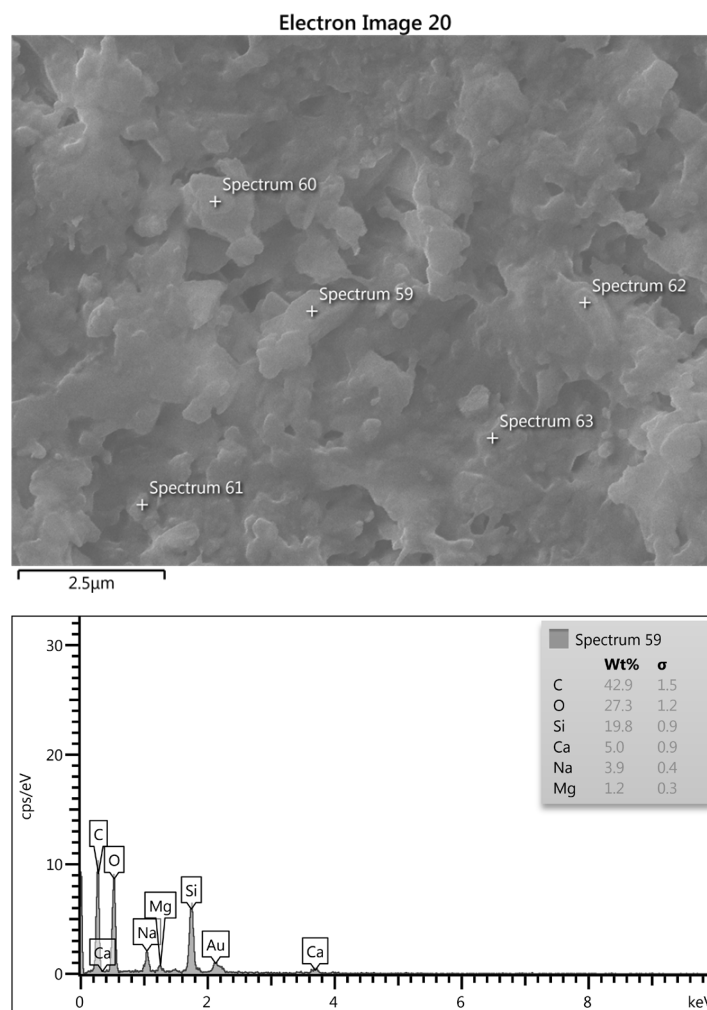 Electron Image 20
Spectrum 60
Spectrum 59
Spectrum 62
Spectrum 63
Spectrum 61
2.5µm
Spectrum 59
Wt% σ
C 42.9 1.5
O 27.3 1.2
Si 19.8 0.9
Ca 5.0 0.9
Na 3.9 0.4
Mg 1.2 0.3
30
20
cps/eV
10
C
O
Si
Mg
Na
Au
Ca
Ca
0
0 2 4 6 8 keV